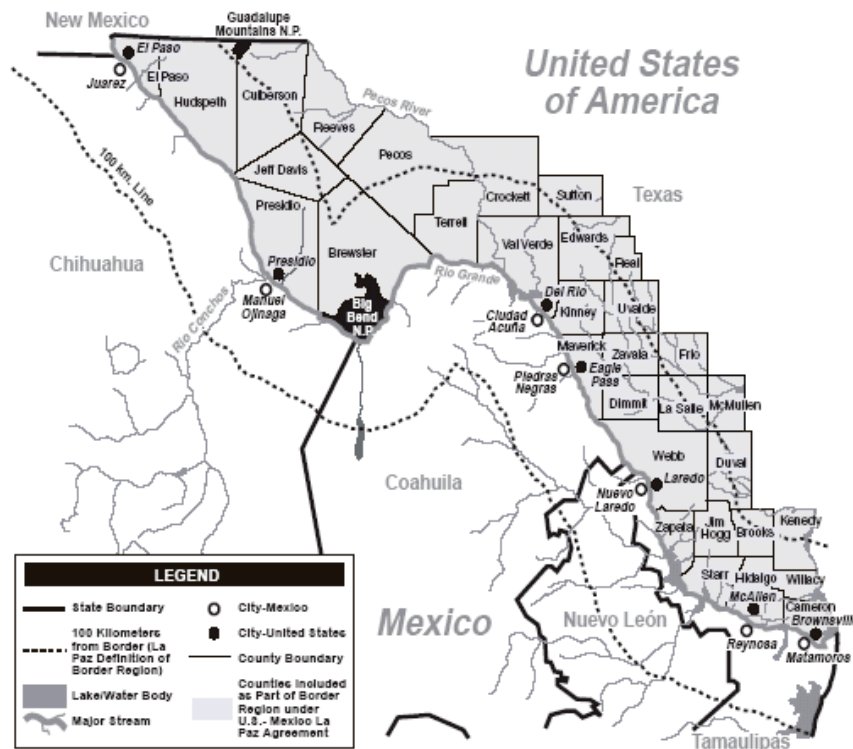 New Mexico
Guadalupe
Mountains N.P.
El Paso
Juarez
El Paso
Hudspeth
Culberson
Reeves
Pecos River
United States
of America
Jeff Davis
Pecos
100 km. Line
Presidio
Terrell
Crockett
Sutton
Texas
Brewster
Val Verde
Edwards
Real
Chihuahua
Presidio
Manuel
Ojinaga
Rio Conchos
Big
Bend
N.P.
Rio Grande
Del Rio
Kinney
Uvalde
Ciudad
Acuña
Maverick
Zavala
Frio
Piedras
Negras
Eagle
Pass
Dimmit
La Salle
McMullen
Webb
Duval
Coahuila
Laredo
Nuevo
Laredo
Zapata
Jim
Hogg
Brooks
Kenedy
Starr
Hidalgo
Willacy
McAllen
Cameron
Brownsvill
Mexico
Nuevo León
Reynosa
Matamoros
Tamaulipas
LEGEND
State Boundary
100 Kilometers
from Border (La
Paz Definition of
Border Region)
Lake/Water Body
Major Stream
City-Mexico
City-United States
County Boundary
Counties Included
as Part of Border
Region under
U.S.- Mexico La
Paz Agreement